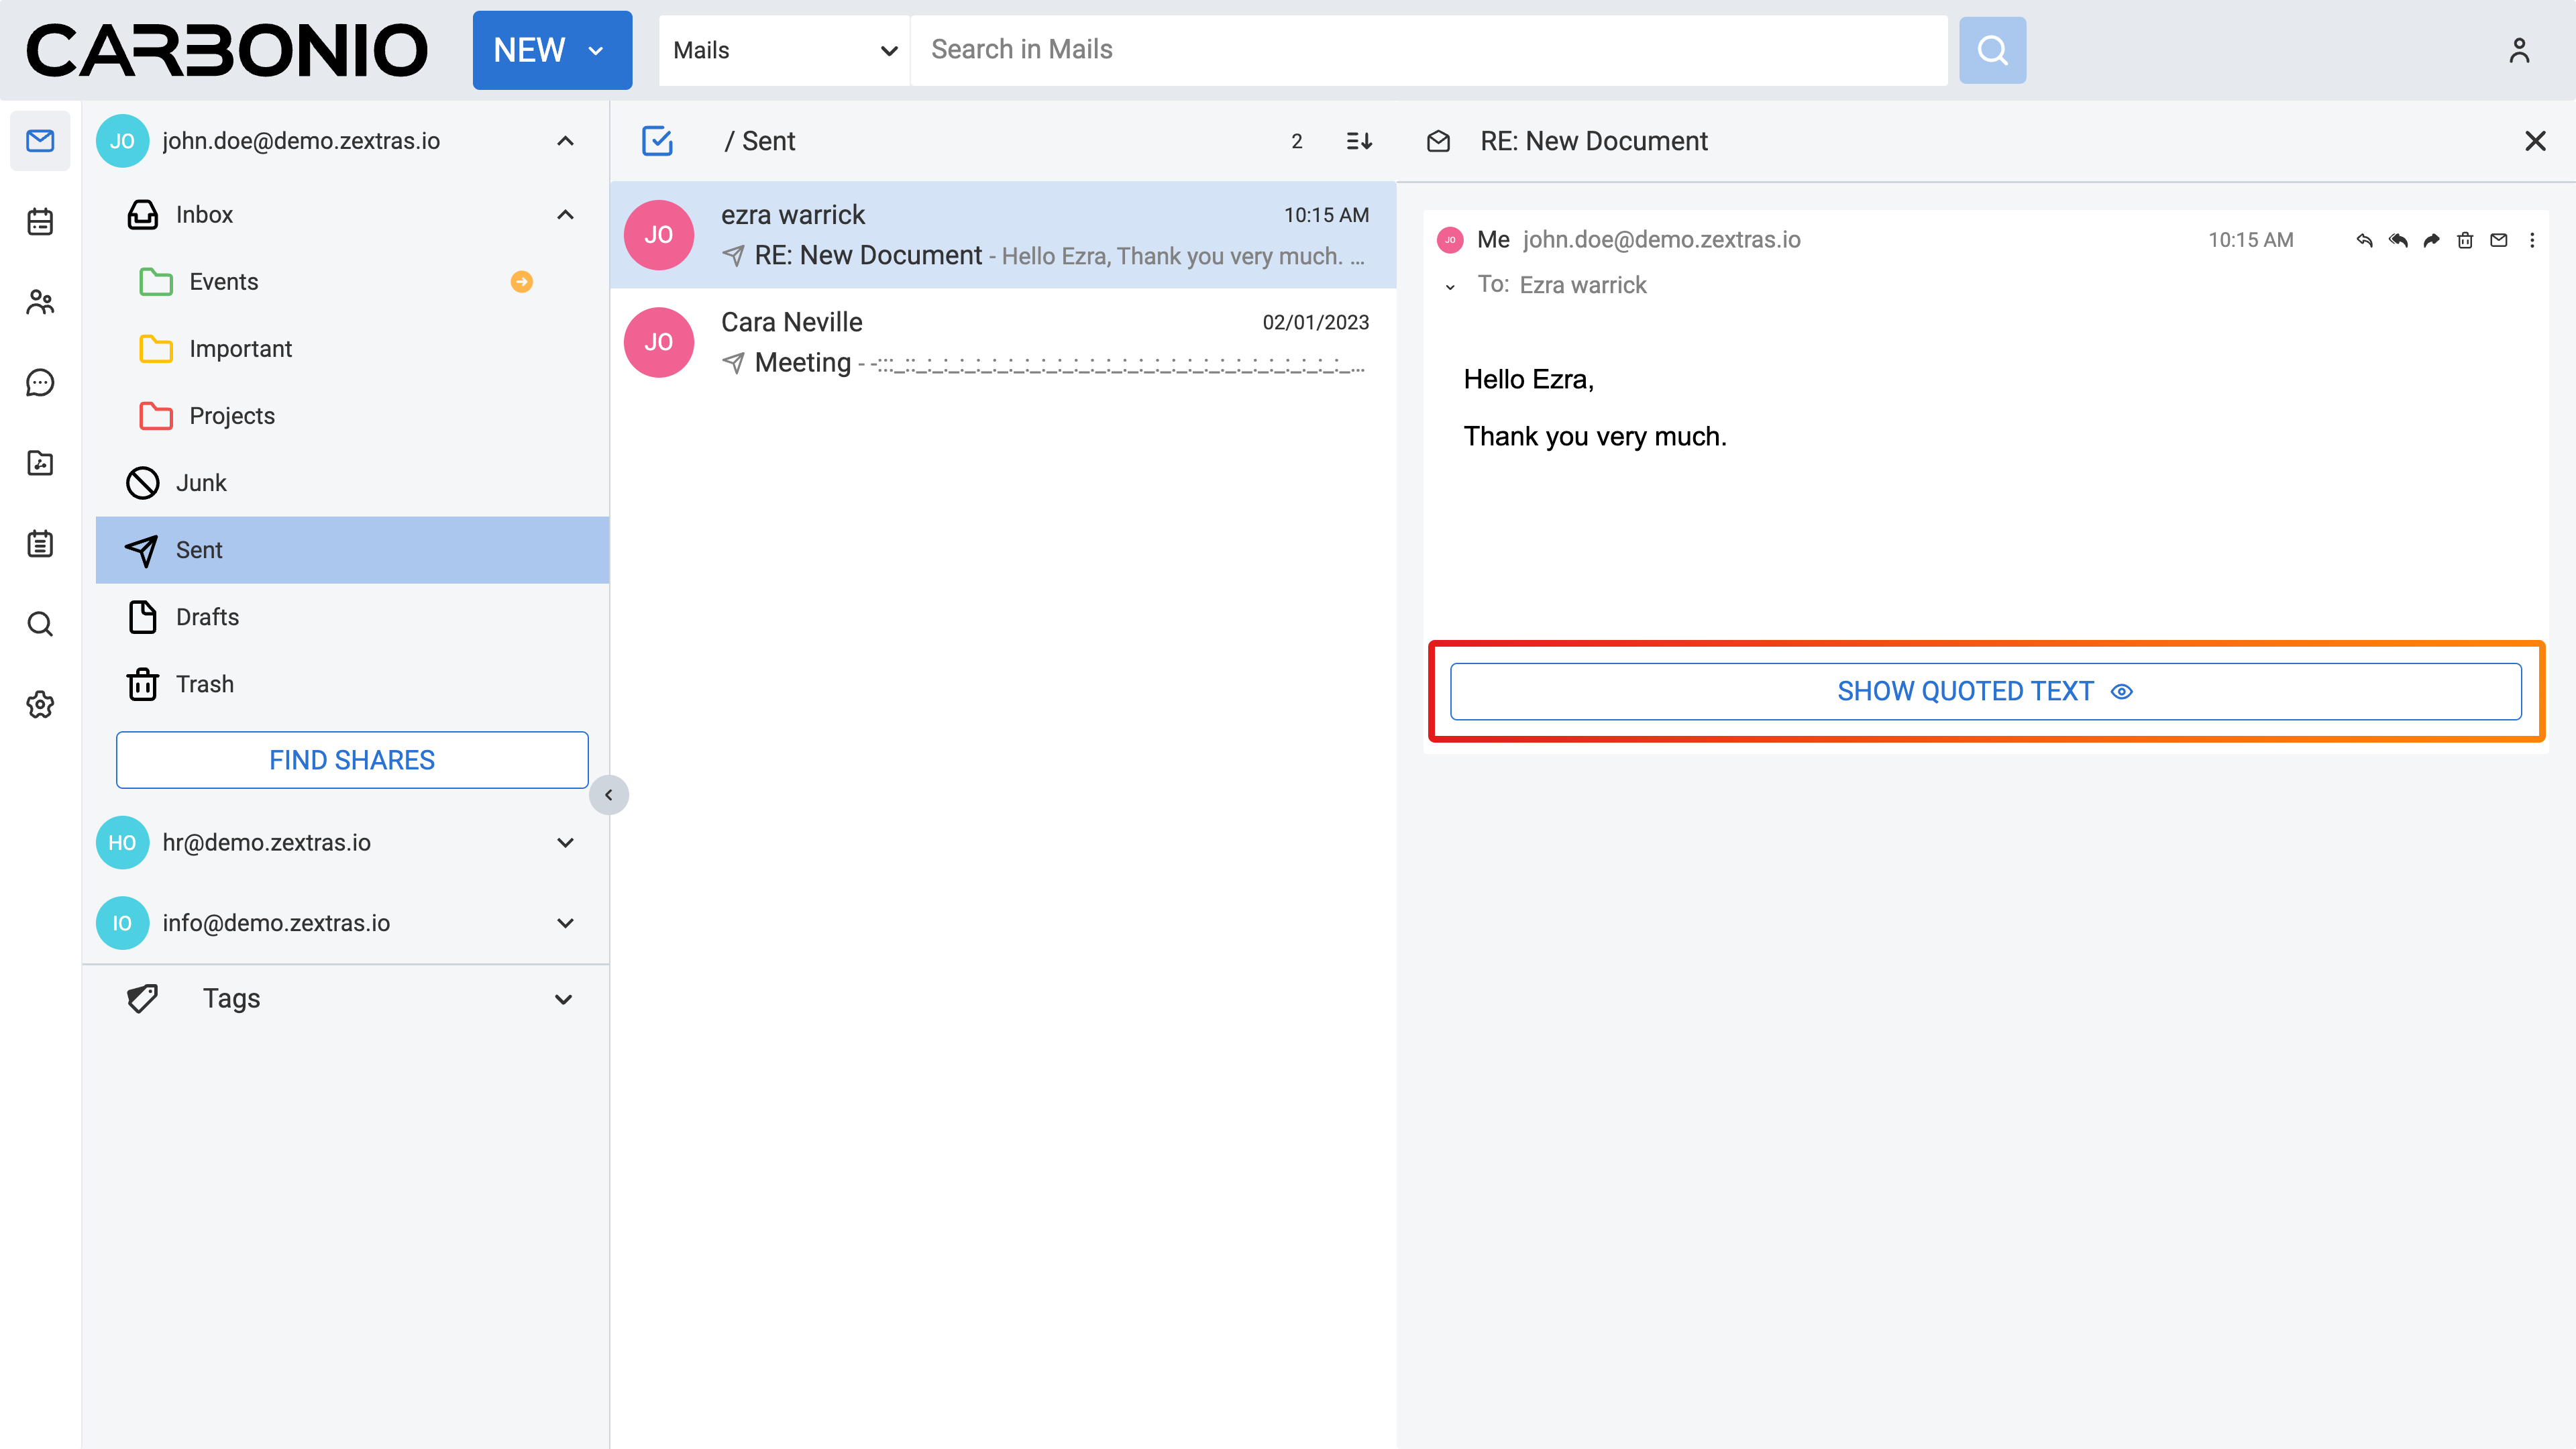 CARBONIO
NEW
Mails
Search in Mails
JO john.doe@demo.zextras.io
Inbox
Events
Important
Projects
Junk
Sent
Drafts
Trash
FIND SHARES
HO hr@demo.zextras.io
IO info@demo.zextras.io
Tags
/ Sent 2
JO
ezra warrick 10:15 AM
RE: New Document - Hello Ezra, Thank you very much. ...
JO
Cara Neville 02/01/2023
Meeting - -:::_::_:_:_:_:_:_:_:_:_:_:_:_:_:_:_:_:_:_:_:_:_:_:_:_:_:_:_...
RE: New Document
JO Me john.doe@demo.zextras.io 10:15 AM
To: Ezra warrick
Hello Ezra,
Thank you very much.
SHOW QUOTED TEXT